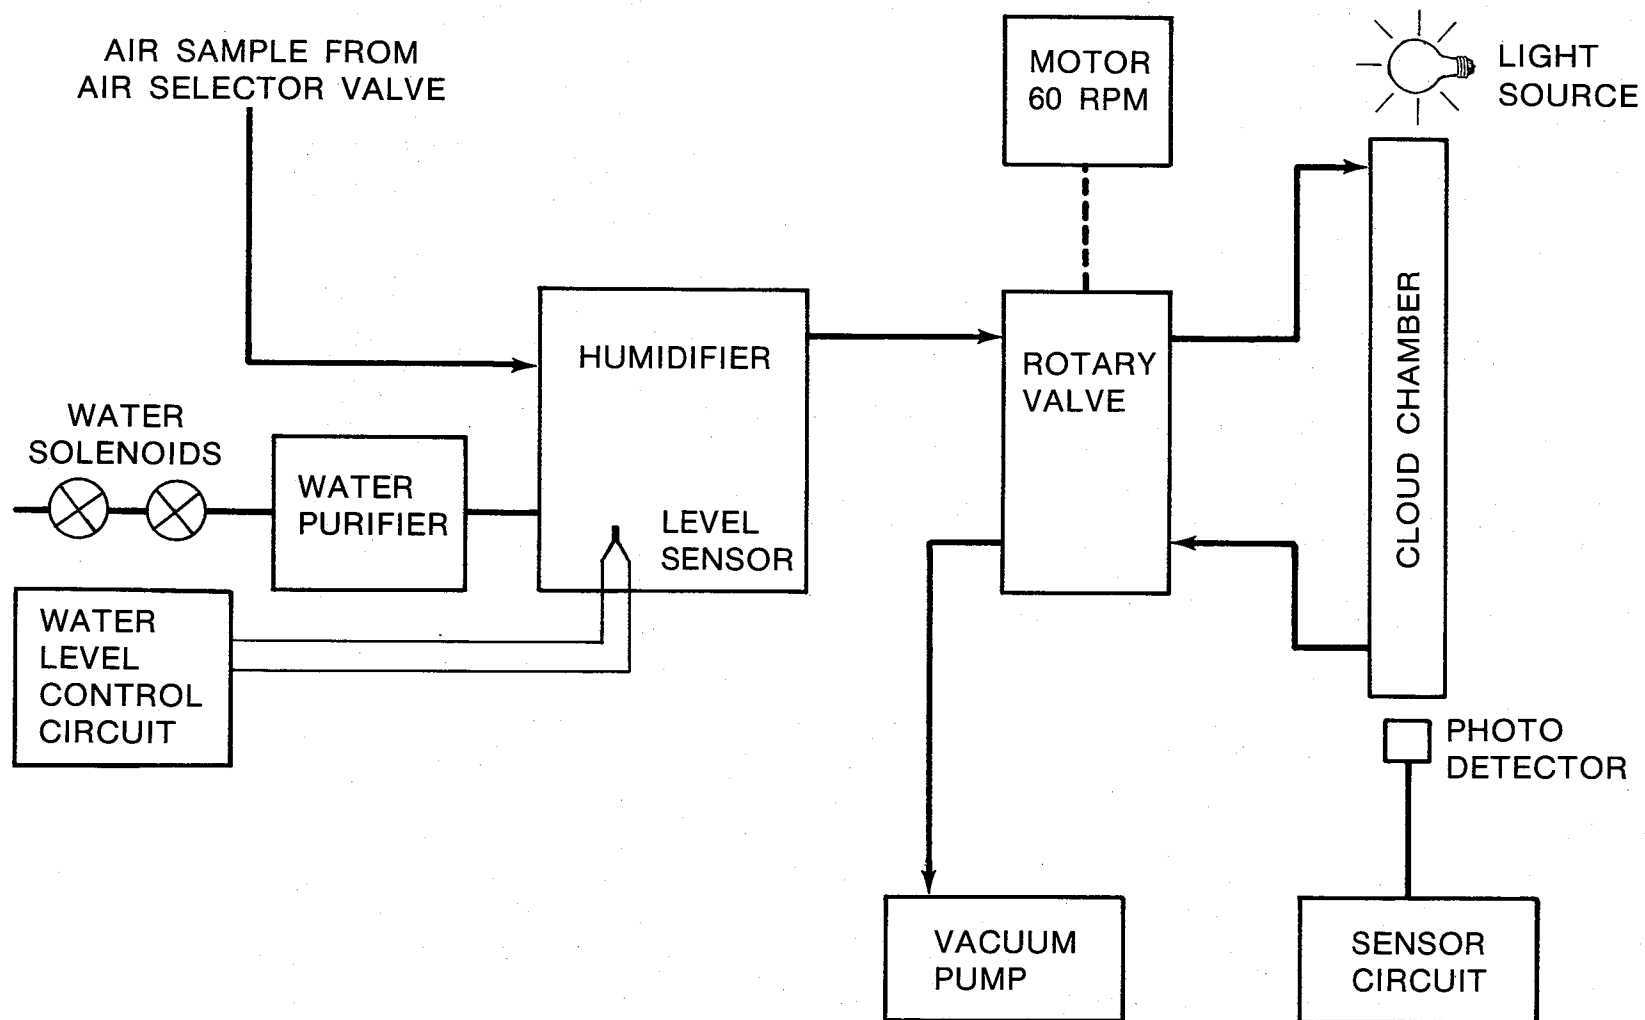 AIR SAMPLE FROM
AIR SELECTOR VALVE
MOTOR
60 RPM
LIGHT
SOURCE
HUMIDIFIER
ROTARY
VALVE
CLOUD CHAMBER
WATER
SOLENOIDS
WATER
PURIFIER
LEVEL
SENSOR
WATER
LEVEL
CONTROL
CIRCUIT
PHOTO
DETECTOR
VACUUM
PUMP
SENSOR
CIRCUIT